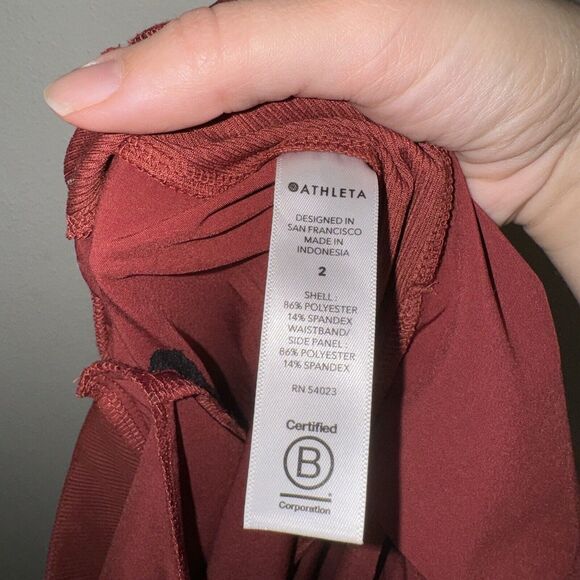 ATHLETA
DESIGNED IN
SAN FRANCISCO
MADE IN
INDONESIA
2
SHELL :
86% POLYESTER
14% SPANDEX
WAISTBAND/
SIDE PANEL :
86% POLYESTER
14% SPANDEX
RN 54023
Certified
B
Corporation